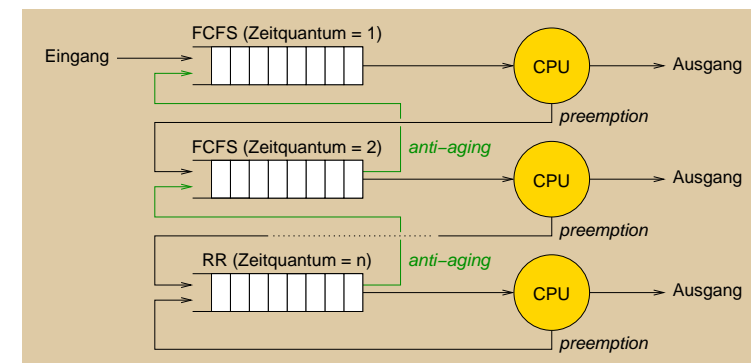 FCFS (Zeitquantum = 1)
Eingang
CPU
Ausgang
preemption
FCFS (Zeitquantum = 2)
anti−aging
CPU
Ausgang
preemption
RR (Zeitquantum = n)
anti−aging
CPU
Ausgang
preemption